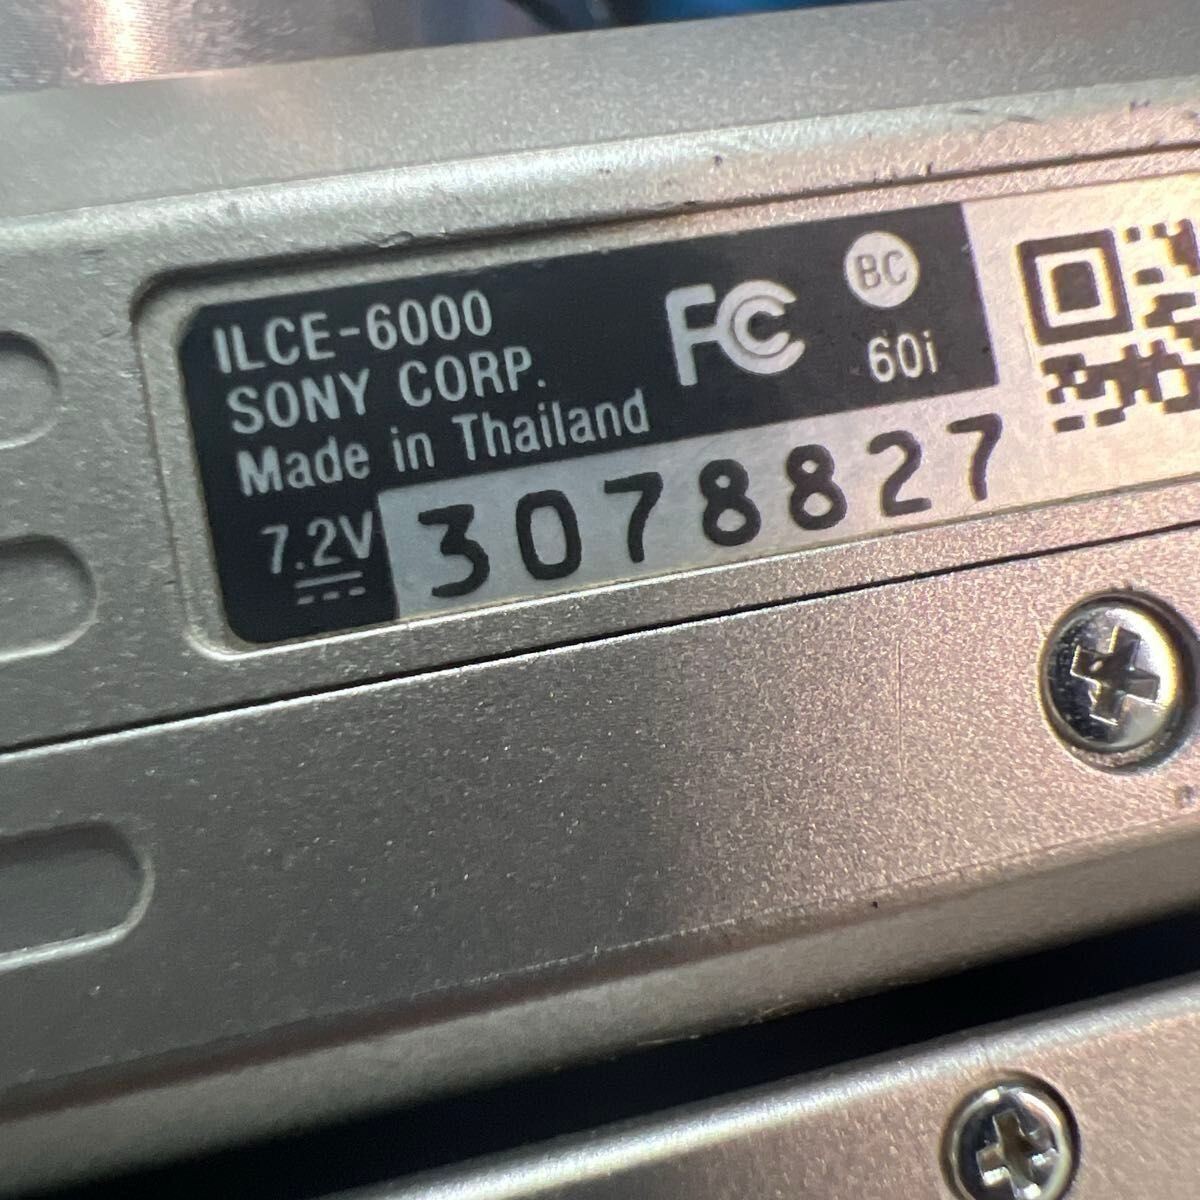 ILCE-6000
SONY CORP.
Made in Thailand
FC
BC
60i
7.2V
3078827